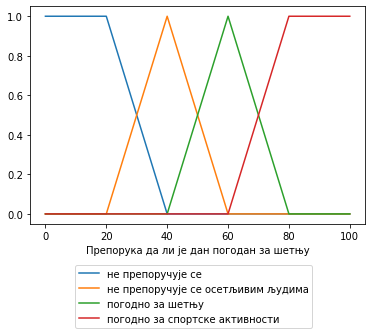 1.0
0.8
0.6
0.4
0.2
0.0
0 20 40 60 80 100
Препорука да ли је дан погодан за шетњу
не препоручује се
не препоручује се осетљивим људима
погодно за шетњу
погодно за спортске активности